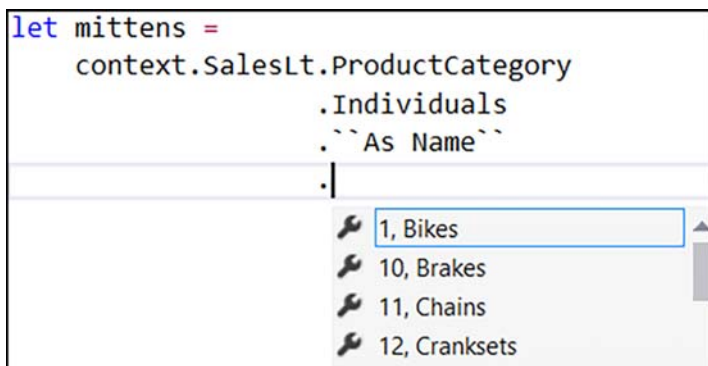 let mittens =
context.SalesLt.ProductCategory
.Individuals
.``As Name``
.
1, Bikes
10, Brakes
11, Chains
12, Cranksets